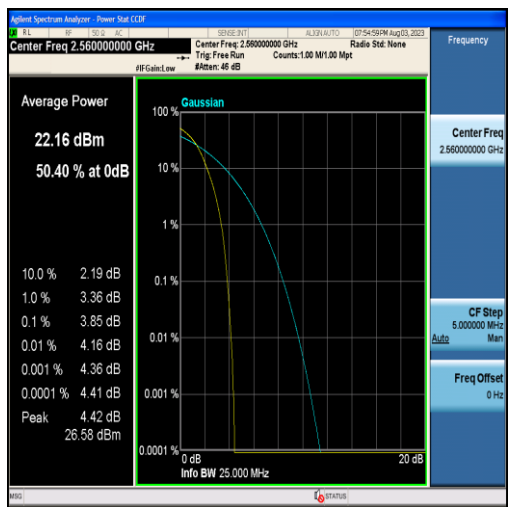 Agilent Spectrum Analyzer - Power Stat CCDF
RL RF 50 Ω AC SENSE:INT ALIGN AUTO 07:54:59 PM Aug 03, 2023
Center Freq 2.560000000 GHz
Center Freq: 2.560000000 GHz Radio Std: None
Trig: Free Run Counts:1.00 M/1.00 Mpt
#IFGain:Low #Atten: 46 dB
Frequency
Average Power
22.16 dBm
50.40 % at 0dB
10.0 % 2.19 dB
1.0 % 3.36 dB
0.1 % 3.85 dB
0.01 % 4.16 dB
0.001 % 4.36 dB
0.0001 % 4.41 dB
Peak 4.42 dB
26.58 dBm
Gaussian
100 %
10 %
1 %
0.1 %
0.01 %
0.001 %
0.0001 %
0 dB 20 dB
Info BW 25.000 MHz
Center Freq
2.560000000 GHz
CF Step
5.000000 MHz
Auto Man
Freq Offset
0 Hz
MSG STATUS